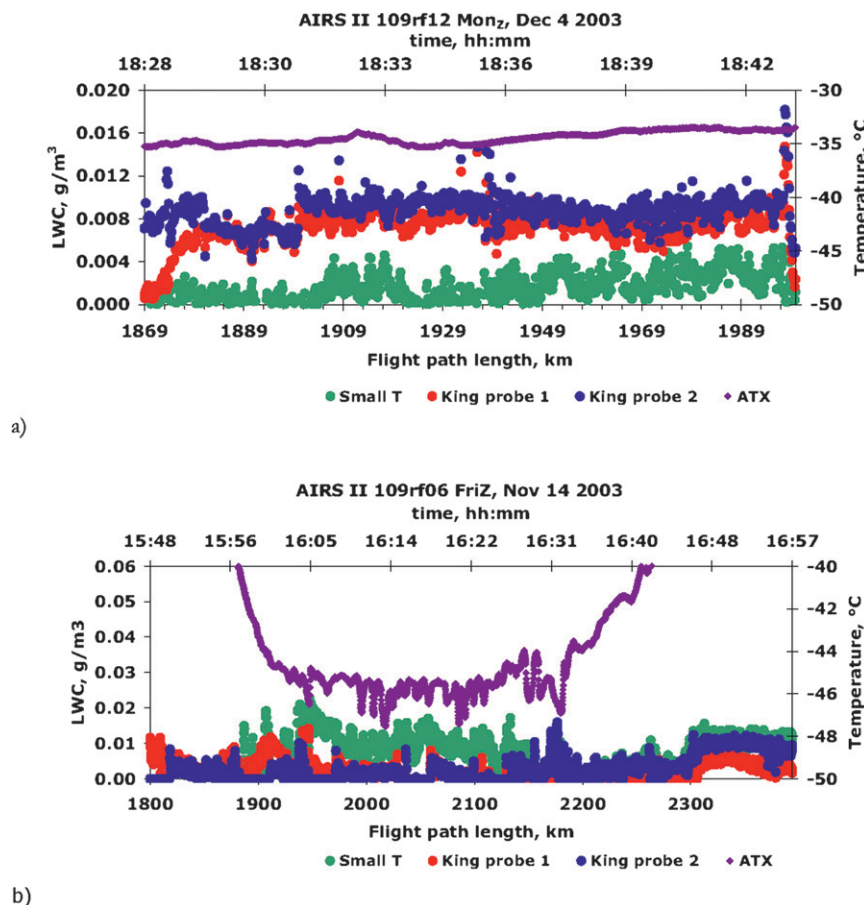 AIRS II 109rf12 Monz, Dec 4 2003
time, hh:mm
18:28 18:30 18:33 18:36 18:39 18:42
0.020 -30
0.016 -35
0.012 -40
0.008 -45
0.004
0.000 -50
LWC, g/m³
Temperature, °C
1869 1889 1909 1929 1949 1969 1989
Flight path length, km
Small T King probe 1 King probe 2 ATX
a)
AIRS II 109rf06 FriZ, Nov 14 2003
time, hh:mm
15:48 15:56 16:05 16:14 16:22 16:31 16:40 16:48 16:57
0.06 -40
0.05 -42
0.04 -44
0.03
0.02 -46
0.01 -48
0.00 -50
LWC, g/m3
Temperature, °C
1800 1900 2000 2100 2200 2300
Flight path length, km
Small T King probe 1 King probe 2 ATX
b)